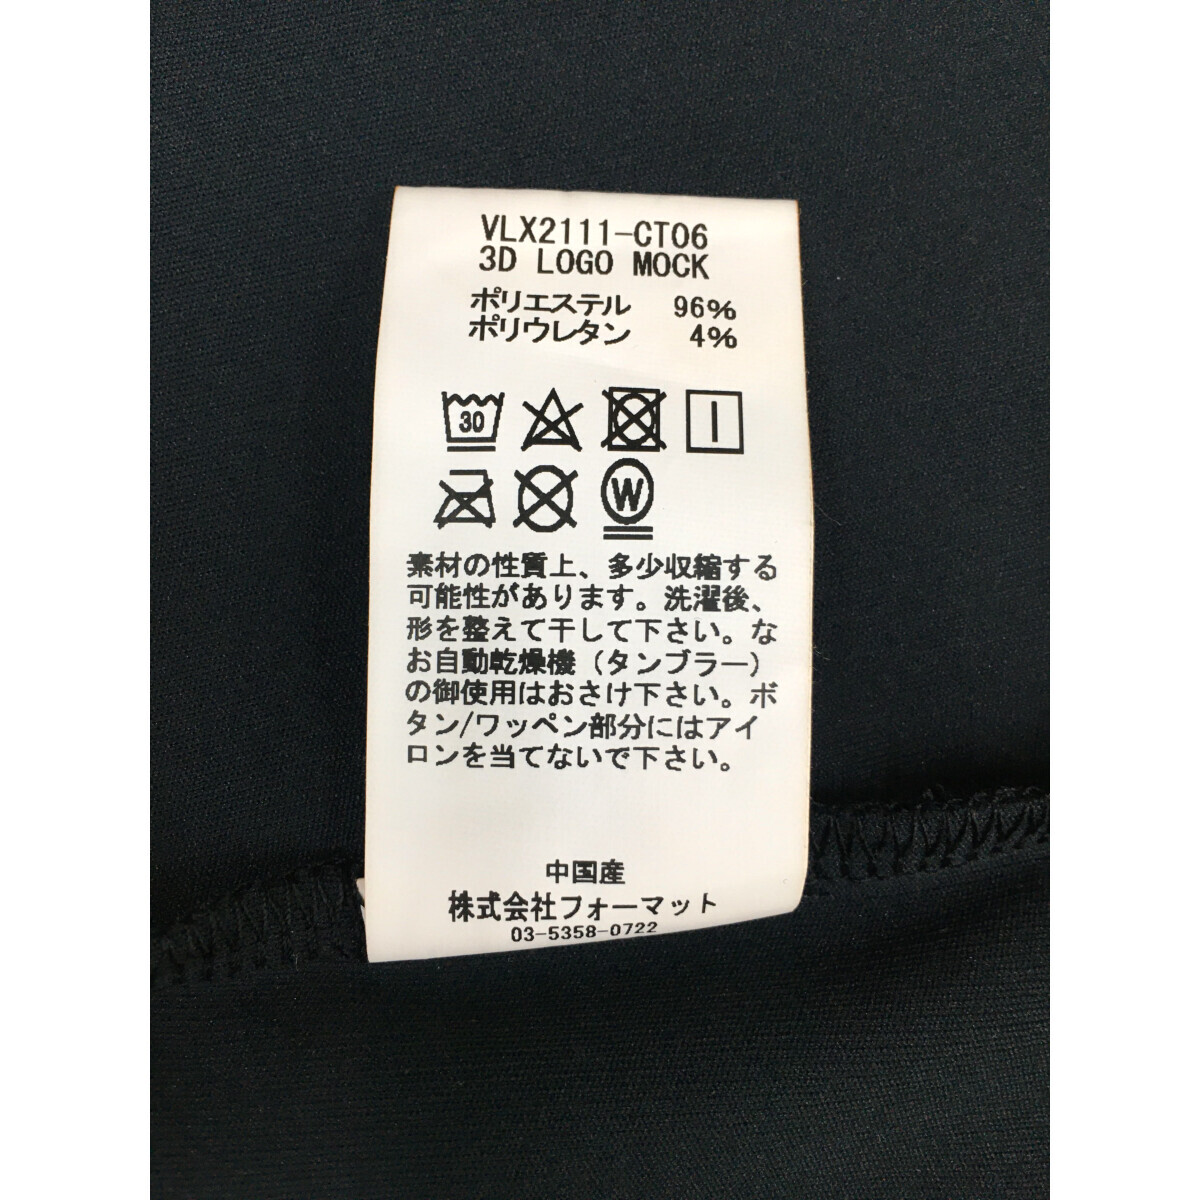 VLX2111-CT06
3D LOGO MOCK
ポリエステル 96%
ポリウレタン 4%
30
W
素材の性質上、多少収縮する
可能性があります。洗濯後、
形を整えて干して下さい。な
お自動乾燥機（タンブラー）
の御使用はおさけ下さい。ボ
タン/ワッペン部分にはアイ
ロンを当てないで下さい。
中国産
株式会社フォーマット
03-5358-0722